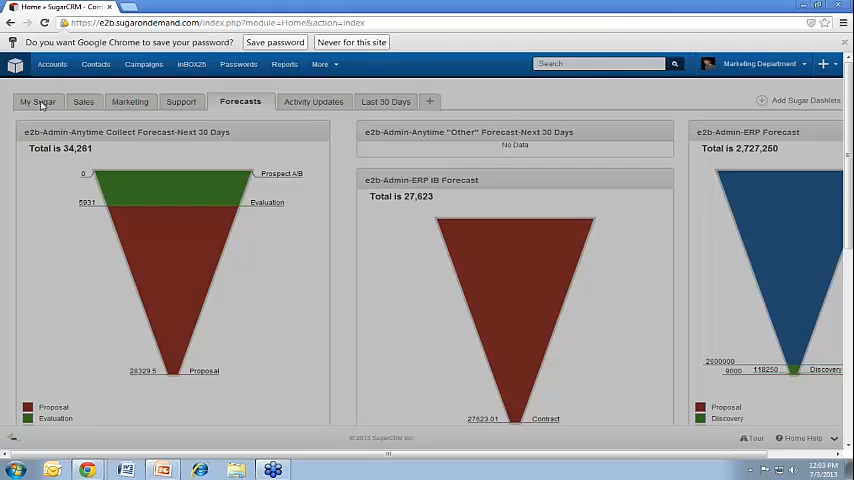 Home » SugarCRM - Com
https://e2b.sugarondemand.com/index.php?module=Home&action=index
Do you want Google Chrome to save your password? Save password Never for this site
Accounts Contacts Campaigns inBOX25 Passwords Reports More Search Marketing Department
My Sugar Sales Marketing Support Forecasts Activity Updates Last 30 Days + Add Sugar Dashlets
e2b-Admin-Anytime Collect Forecast-Next 30 Days
Total is 34,261
0 Prospect A/B
5931 Evaluation
28329.5 Proposal
Proposal
Evaluation
e2b-Admin-Anytime "Other" Forecast-Next 30 Days
No Data
e2b-Admin-ERP IB Forecast
Total is 27,623
27623.01 Contract
e2b-Admin-ERP Forecast
Total is 2,727,250
2600000
9000 118250 Discovery
Proposal
Discovery
© 2013 SugarCRM Inc.
Tour Home Help
12:03 PM
7/3/2013